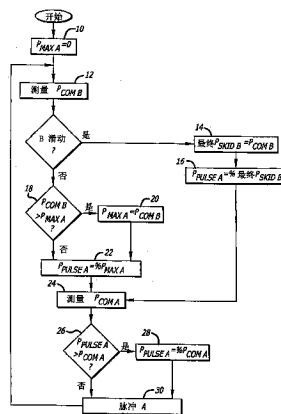 开始
10
P_MAX A=0
12
测量 P_COM B
B 滑动
?
是
否
14
最终P_SKID B=P_COM B
16
P_PULSE A=% 最终P_SKID B
18
P_COM B
>P_MAX A
?
是
否
20
P_MAX A=P_COM B
22
P_PULSE A=%P_MAX A
24
测量 P_COM A
26
P_PULSE A
>P_COM A
?
是
否
28
P_PULSE A=%P_COM A
30
脉冲 A